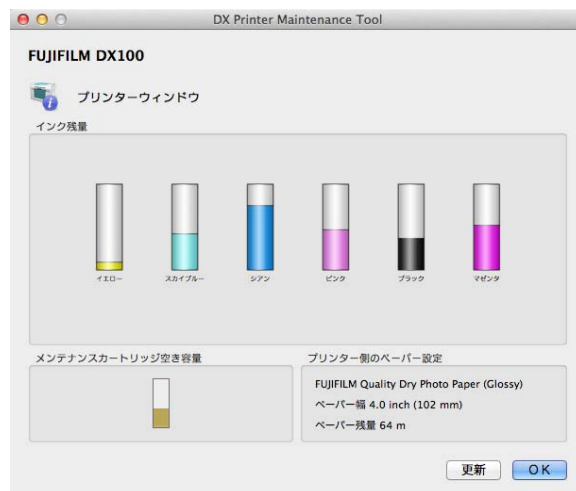 DX Printer Maintenance Tool
FUJIFILM DX100
プリンターウィンドウ
インク残量
イエロー スカイブルー シアン ピンク ブラック マゼンタ
メンテナンスカートリッジ空き容量
プリンター側のペーパー設定
FUJIFILM Quality Dry Photo Paper (Glossy)
ペーパー幅 4.0 inch (102 mm)
ペーパー残量 64 m
更新 OK